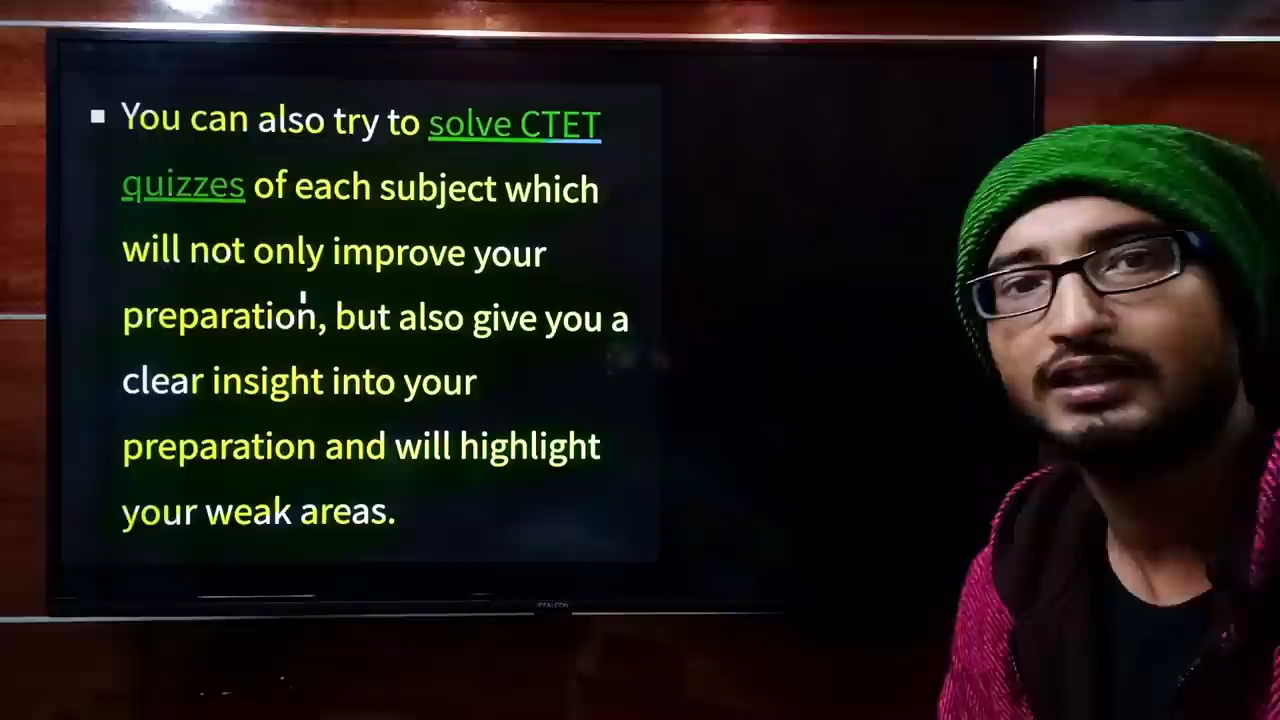 ▪ You can also try to solve CTET
quizzes of each subject which
will not only improve your
preparation, but also give you a
clear insight into your
preparation and will highlight
your weak areas.
iFFALCON